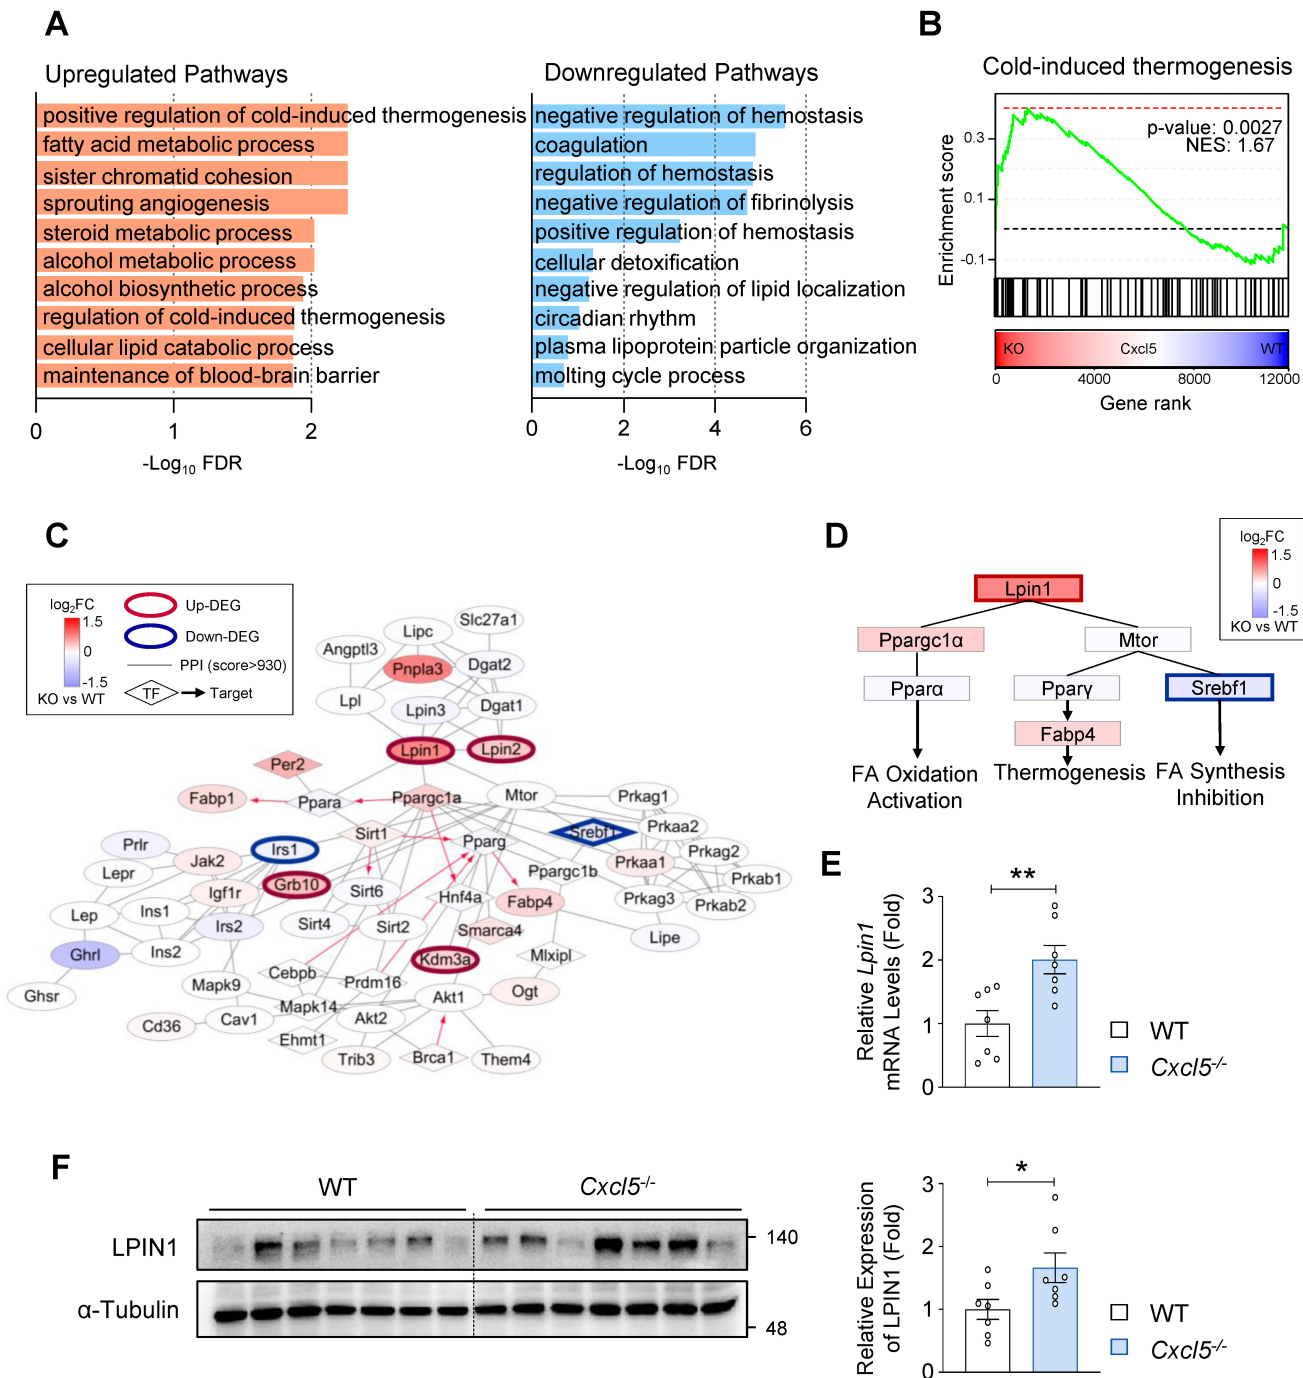 A
Upregulated Pathways
positive regulation of cold-induced thermogenesis
fatty acid metabolic process
sister chromatid cohesion
sprouting angiogenesis
steroid metabolic process
alcohol metabolic process
alcohol biosynthetic process
regulation of cold-induced thermogenesis
cellular lipid catabolic process
maintenance of blood-brain barrier
0 1 2
-Log10 FDR
Downregulated Pathways
negative regulation of hemostasis
coagulation
regulation of hemostasis
negative regulation of fibrinolysis
positive regulation of hemostasis
cellular detoxification
negative regulation of lipid localization
circadian rhythm
plasma lipoprotein particle organization
molting cycle process
0 2 4 6
-Log10 FDR
B
Cold-induced thermogenesis
p-value: 0.0027
NES: 1.67
Enrichment score
0.3
0.1
-0.1
KO Cxcl5 WT
0 4000 8000 12000
Gene rank
C
log2FC
1.5
0
-1.5
KO vs WT
Up-DEG
Down-DEG
PPI (score>930)
TF Target
Slc27a1
Lipc
Angptl3
Pnpla3
Dgat2
Lpl
Lpin3
Dgat1
Lpin1
Lpin2
Per2
Fabp1
Ppara
Ppargc1a
Mtor
Prkag1
Sirt1
Pparg
Srebf1
Prkaa2
Prlr
Irs1
Prkag2
Jak2
Prkaa1
Lepr
Ppargc1b
Prkab1
Grb10
Igf1r
Sirt6
Hnf4a
Fabp4
Prkag3
Prkab2
Lep
Ins1
Irs2
Sirt4
Sirt2
Smarca4
Lipe
Ghrl
Ins2
Kdm3a
Mlxipl
Cebpb
Prdm16
Ghsr
Mapk9
Mapk14
Akt1
Ogt
Cd36
Cav1
Akt2
Ehmt1
Trib3
Brca1
Them4
D
log2FC
1.5
0
-1.5
KO vs WT
Lpin1
Ppargc1α
Mtor
Pparα
Pparγ
Srebf1
Fabp4
FA Oxidation
Activation
Thermogenesis
FA Synthesis
Inhibition
E
Relative Lpin1
mRNA Levels (Fold)
3
2
1
0
**
WT
Cxcl5-/-
F
WT
Cxcl5-/-
LPIN1
140
α-Tubulin
48
Relative Expression
of LPIN1 (Fold)
3
2
1
0
*
WT
Cxcl5-/-